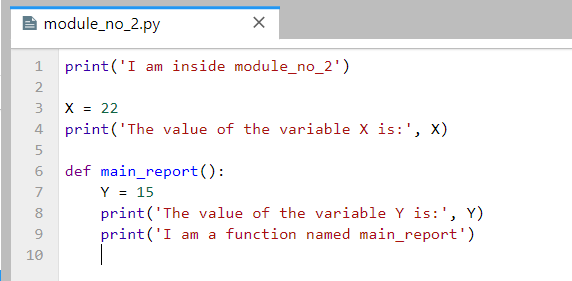 module_no_2.py
1 print('I am inside module_no_2')
2
3 X = 22
4 print('The value of the variable X is:', X)
5
6 def main_report():
7     Y = 15
8     print('The value of the variable Y is:', Y)
9     print('I am a function named main_report')
10